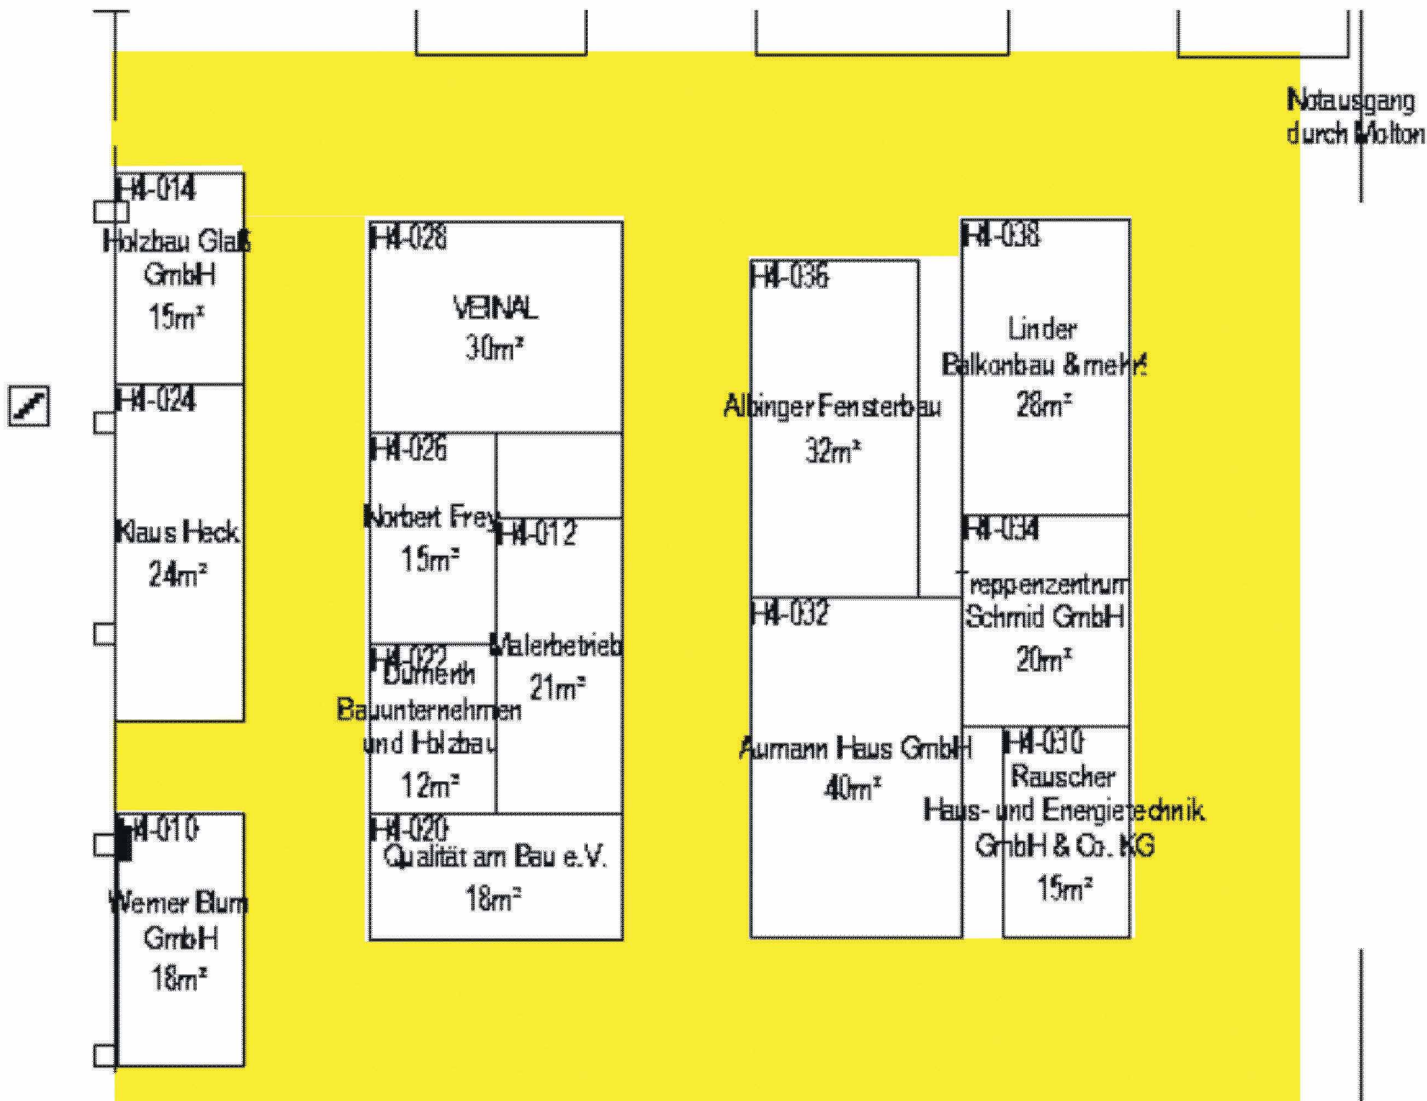 Notausgang
durch Molton
H4-014
Holzbau Glaß
GmbH
15m²
H4-024
Klaus Heck
24m²
H4-010
Werner Blum
GmbH
18m²
H4-028
VEINAL
30m²
H4-026
Norbert Frey
15m²
H4-012
Malerbetrieb
21m²
H4-022
Bauunternehmen
und Holzbau
12m²
H4-020
Qualität am Bau e.V.
18m²
H4-036
Albinger Fensterbau
32m²
H4-032
Aumann Haus GmbH
40m²
H4-038
Linder
Balkonbau & mehr!
28m²
H4-034
Treppenzentrum
Schmid GmbH
20m²
H4-030
Rauscher
Haus- und Energietechnik
GmbH & Co. KG
15m²